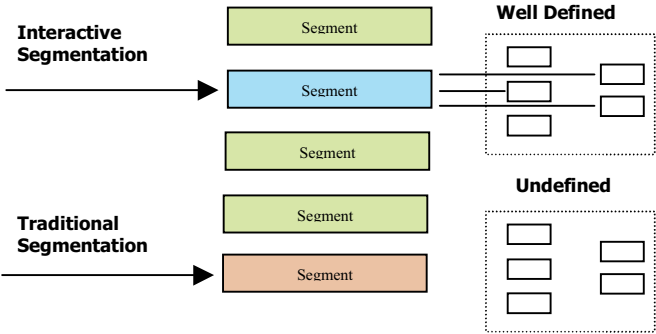 Interactive
Segmentation
Segment
Segment
Segment
Segment
Segment
Well Defined
Undefined
Traditional
Segmentation